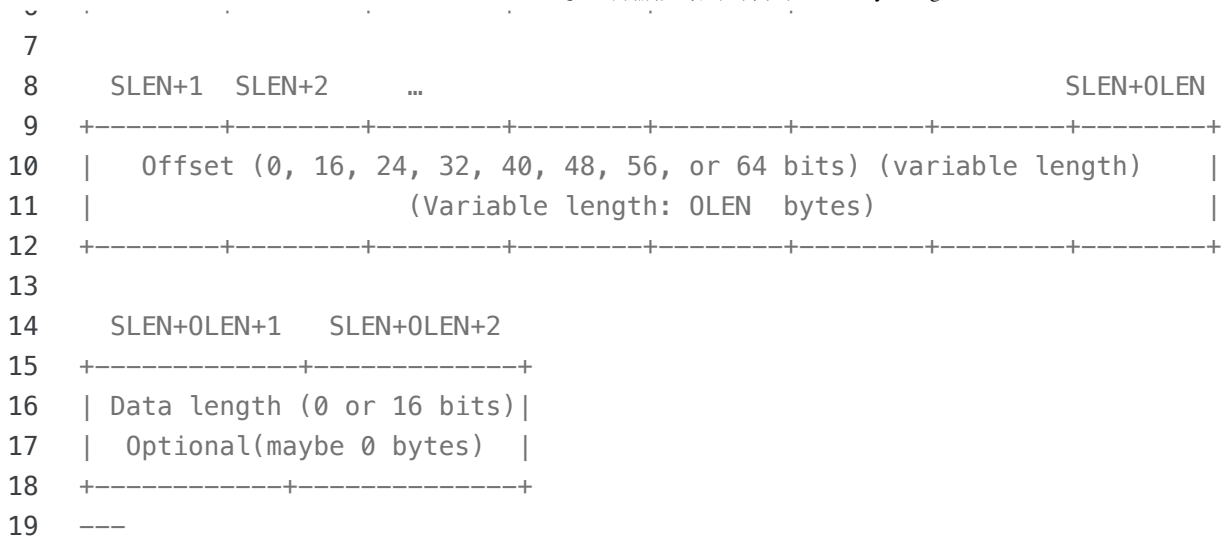 7
8 SLEN+1 SLEN+2 … SLEN+OLEN
9 +--------+--------+--------+--------+--------+--------+--------+--------+
10 | Offset (0, 16, 24, 32, 40, 48, 56, or 64 bits) (variable length) |
11 | (Variable length: OLEN bytes) |
12 +--------+--------+--------+--------+--------+--------+--------+--------+
13
14 SLEN+OLEN+1 SLEN+OLEN+2
15 +-------------+-------------+
16 | Data length (0 or 16 bits)|
17 | Optional(maybe 0 bytes) |
18 +------------+--------------+
19 ---